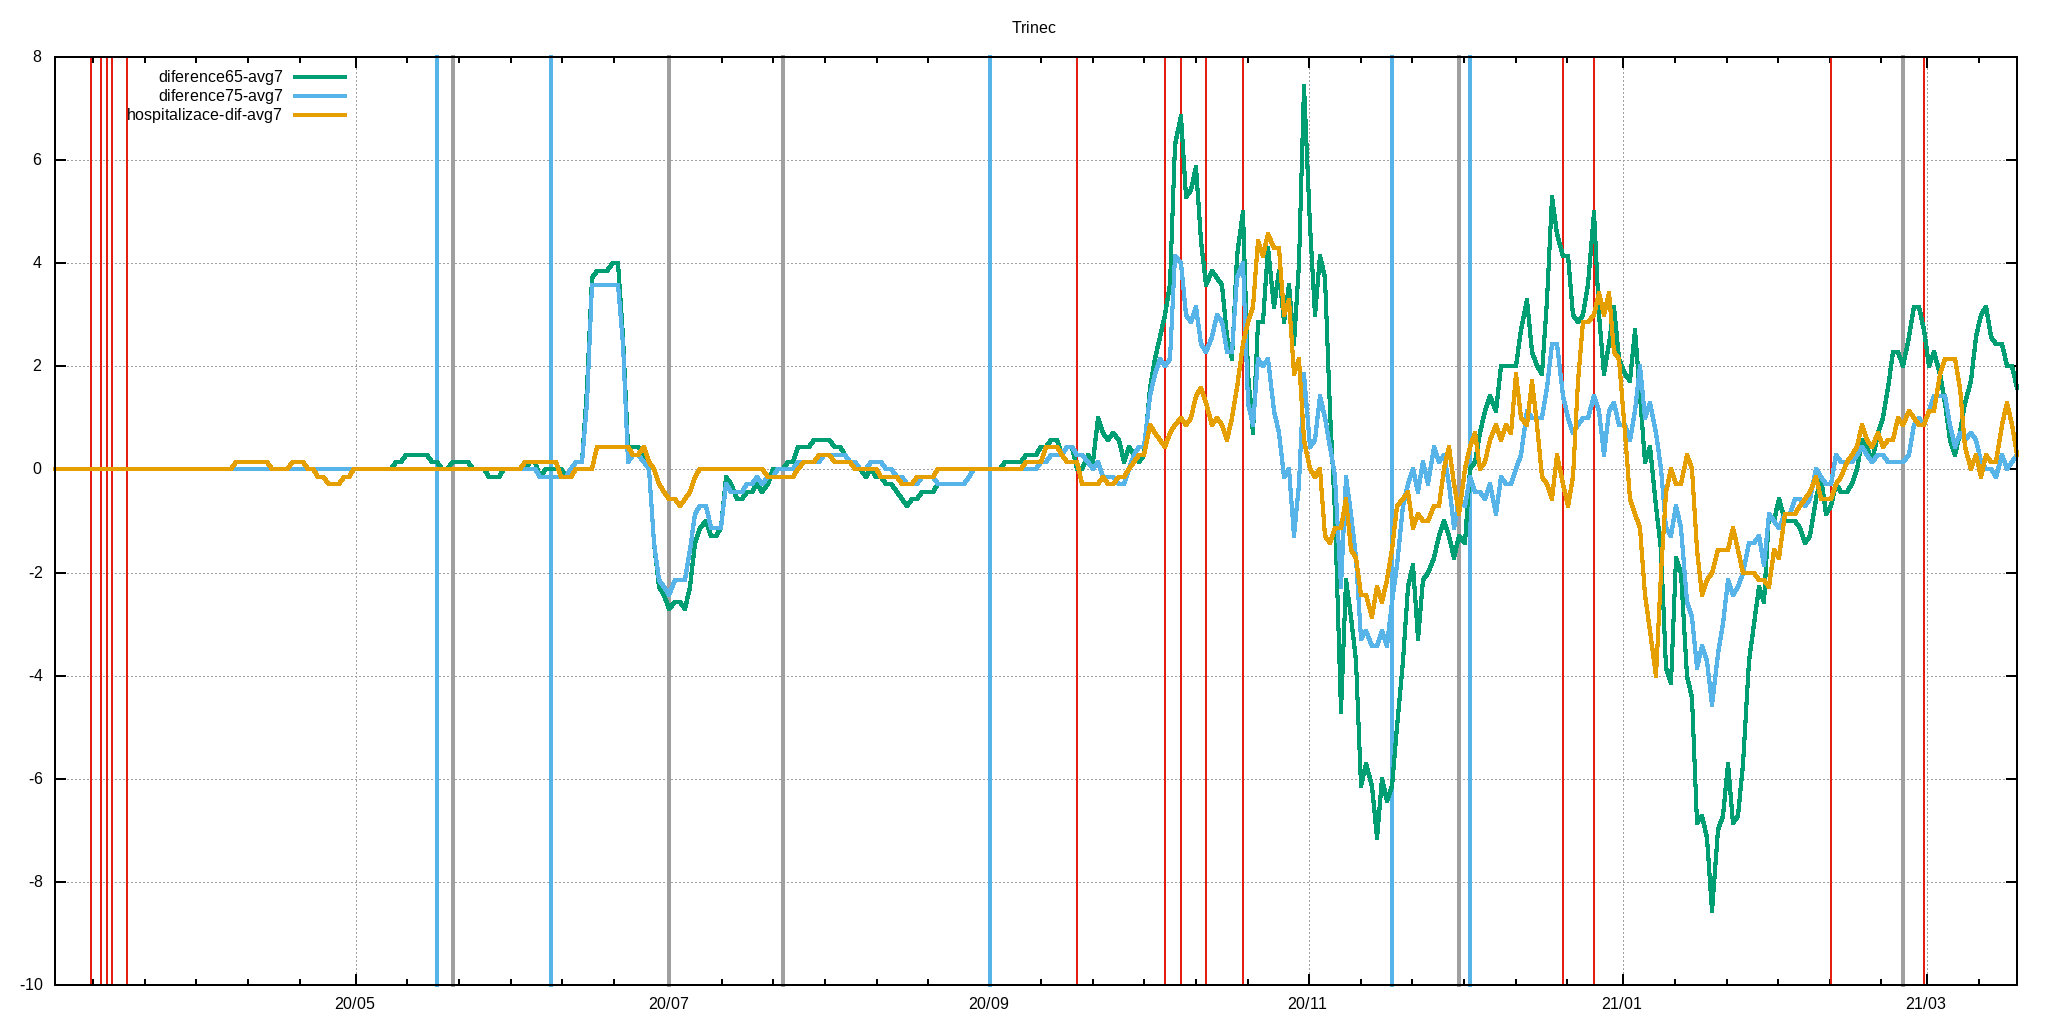 Trinec
diference65-avg7
diference75-avg7
hospitalizace-dif-avg7
8
6
4
2
0
-2
-4
-6
-8
-10
20/05 20/07 20/09 20/11 21/01 21/03